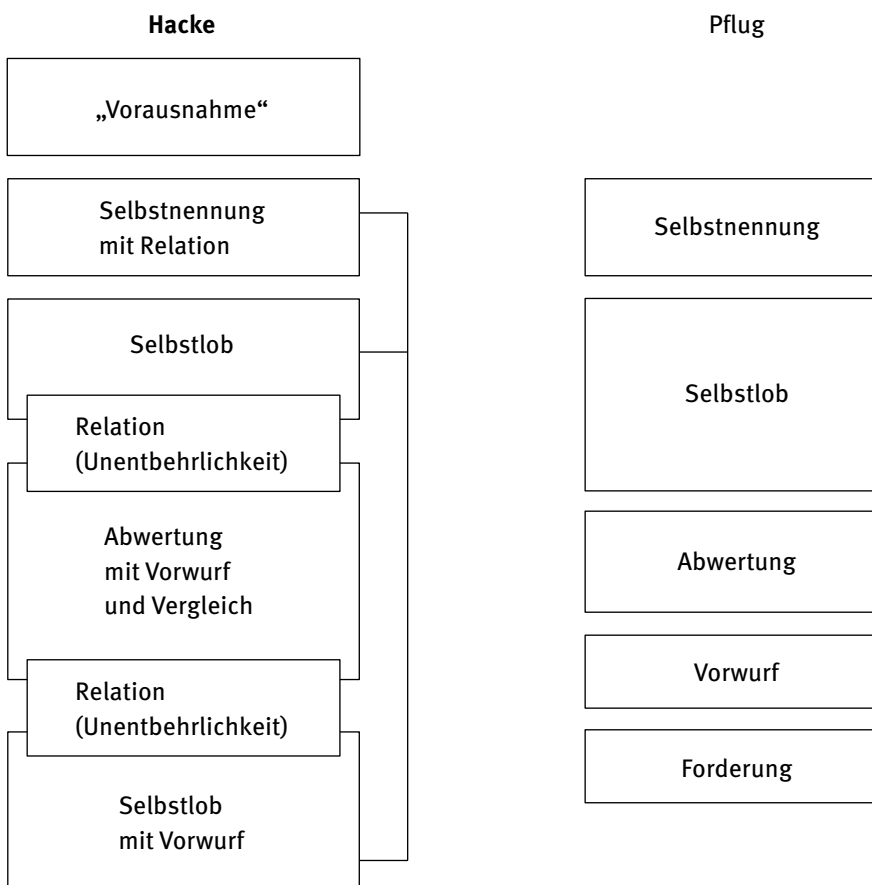 Hacke
„Vorausnahme“
Selbstnennung
mit Relation
Selbstlob
Relation
(Unentbehrlichkeit)
Abwertung
mit Vorwurf
und Vergleich
Relation
(Unentbehrlichkeit)
Selbstlob
mit Vorwurf
Pflug
Selbstnennung
Selbstlob
Abwertung
Vorwurf
Forderung